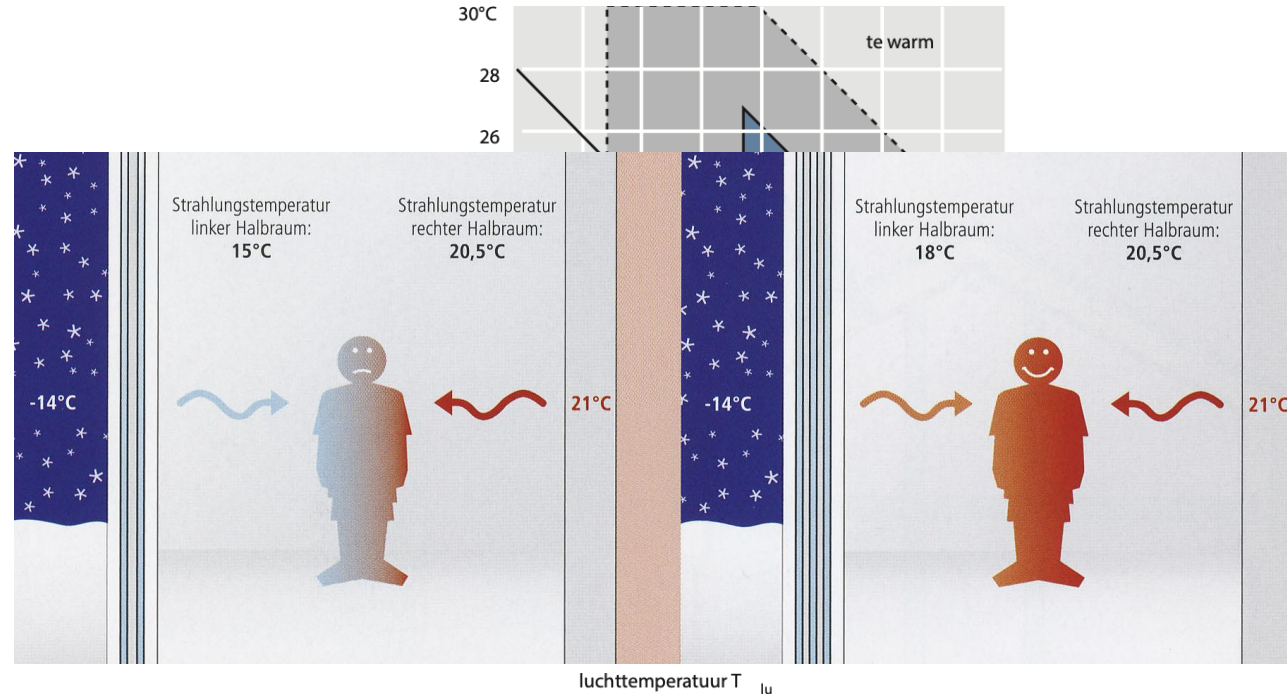 30°C
te warm
28
26
Strahlungstemperatur
linker Halbraum:
15°C
Strahlungstemperatur
rechter Halbraum:
20,5°C
-14°C
21°C
Strahlungstemperatur
linker Halbraum:
18°C
Strahlungstemperatur
rechter Halbraum:
20,5°C
-14°C
21°C
luchttemperatuur T lu